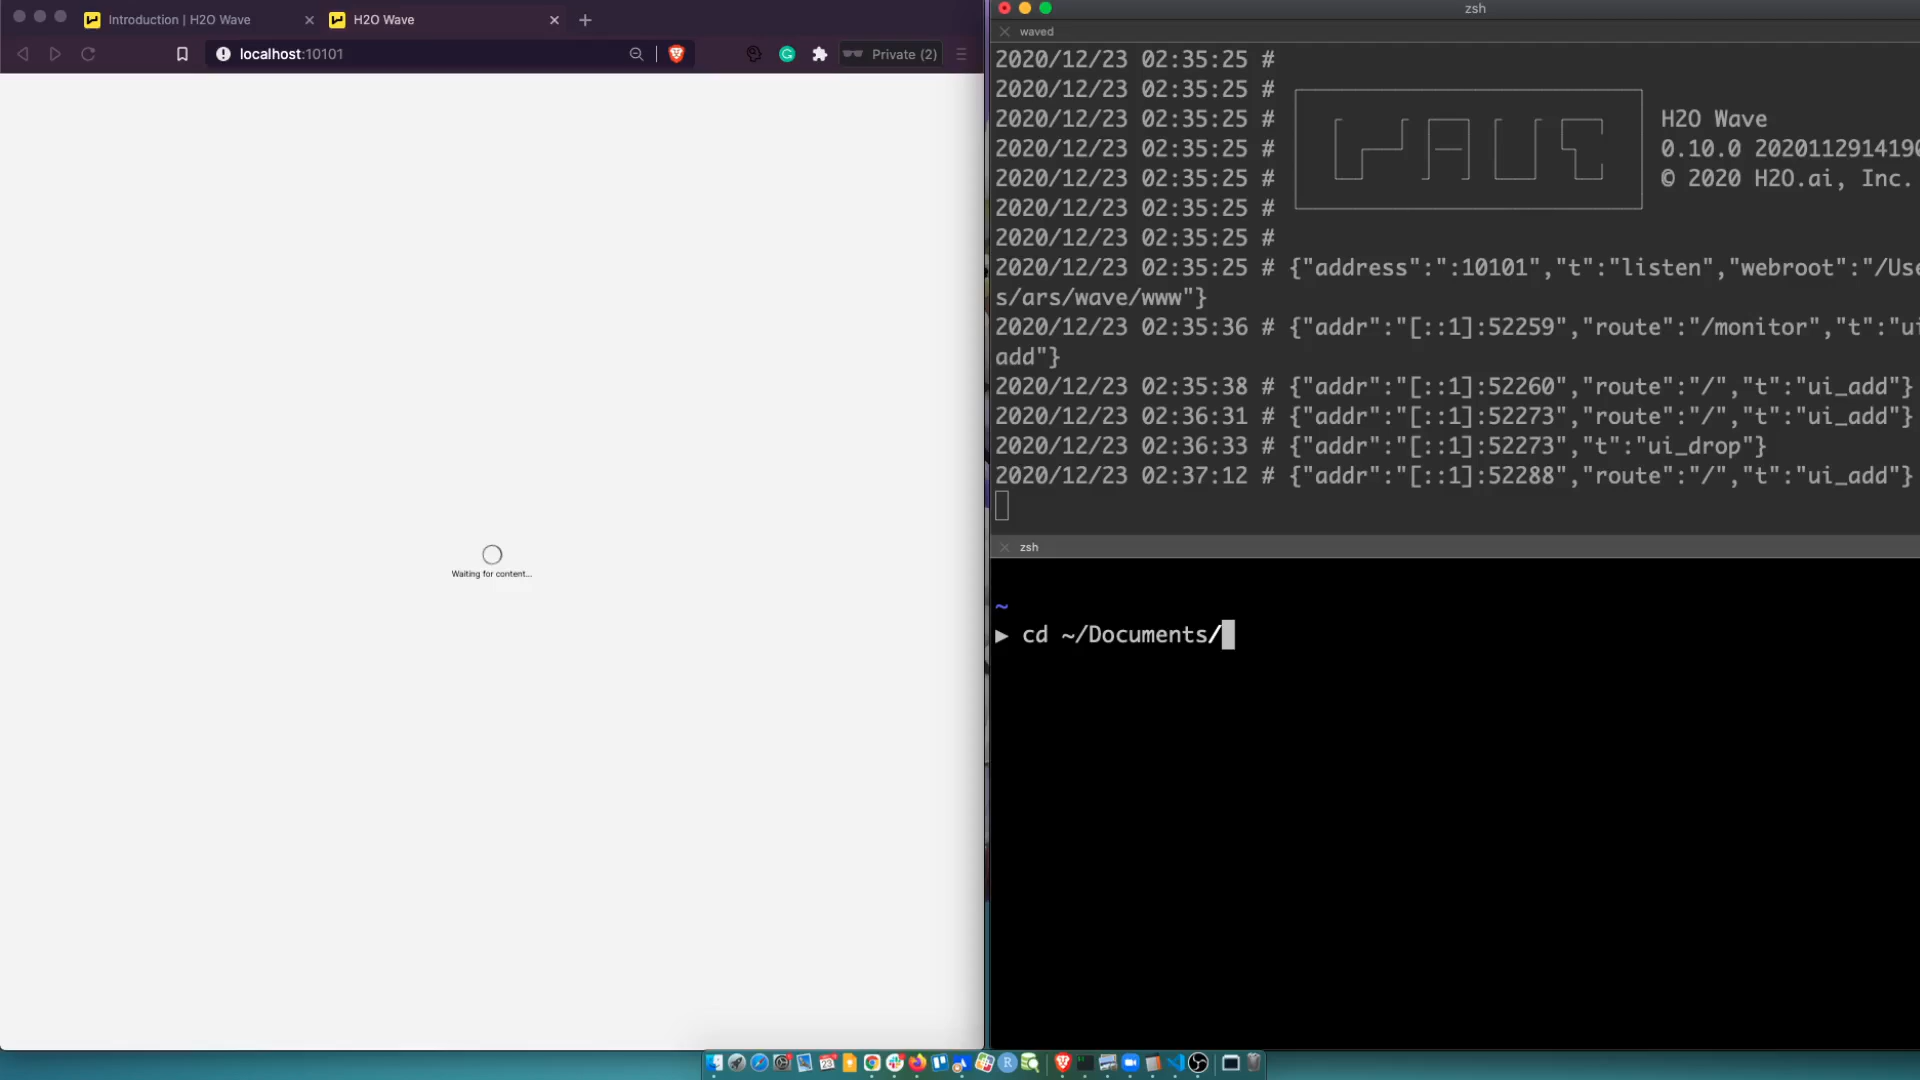 Introduction | H2O Wave
H2O Wave
localhost:10101
Private (2)
Waiting for content...
zsh
waved
2020/12/23 02:35:25 #
2020/12/23 02:35:25 #
2020/12/23 02:35:25 # H2O Wave
2020/12/23 02:35:25 # WAVE 0.10.0 2020112914190
2020/12/23 02:35:25 # © 2020 H2O.ai, Inc.
2020/12/23 02:35:25 #
2020/12/23 02:35:25 #
2020/12/23 02:35:25 # {"address":":10101","t":"listen","webroot":"/Use
s/ars/wave/www"}
2020/12/23 02:35:36 # {"addr":"[::1]:52259","route":"/monitor","t":"ui
add"}
2020/12/23 02:35:38 # {"addr":"[::1]:52260","route":"/","t":"ui_add"}
2020/12/23 02:36:31 # {"addr":"[::1]:52273","route":"/","t":"ui_add"}
2020/12/23 02:36:33 # {"addr":"[::1]:52273","t":"ui_drop"}
2020/12/23 02:37:12 # {"addr":"[::1]:52288","route":"/","t":"ui_add"}
zsh
~
▶ cd ~/Documents/